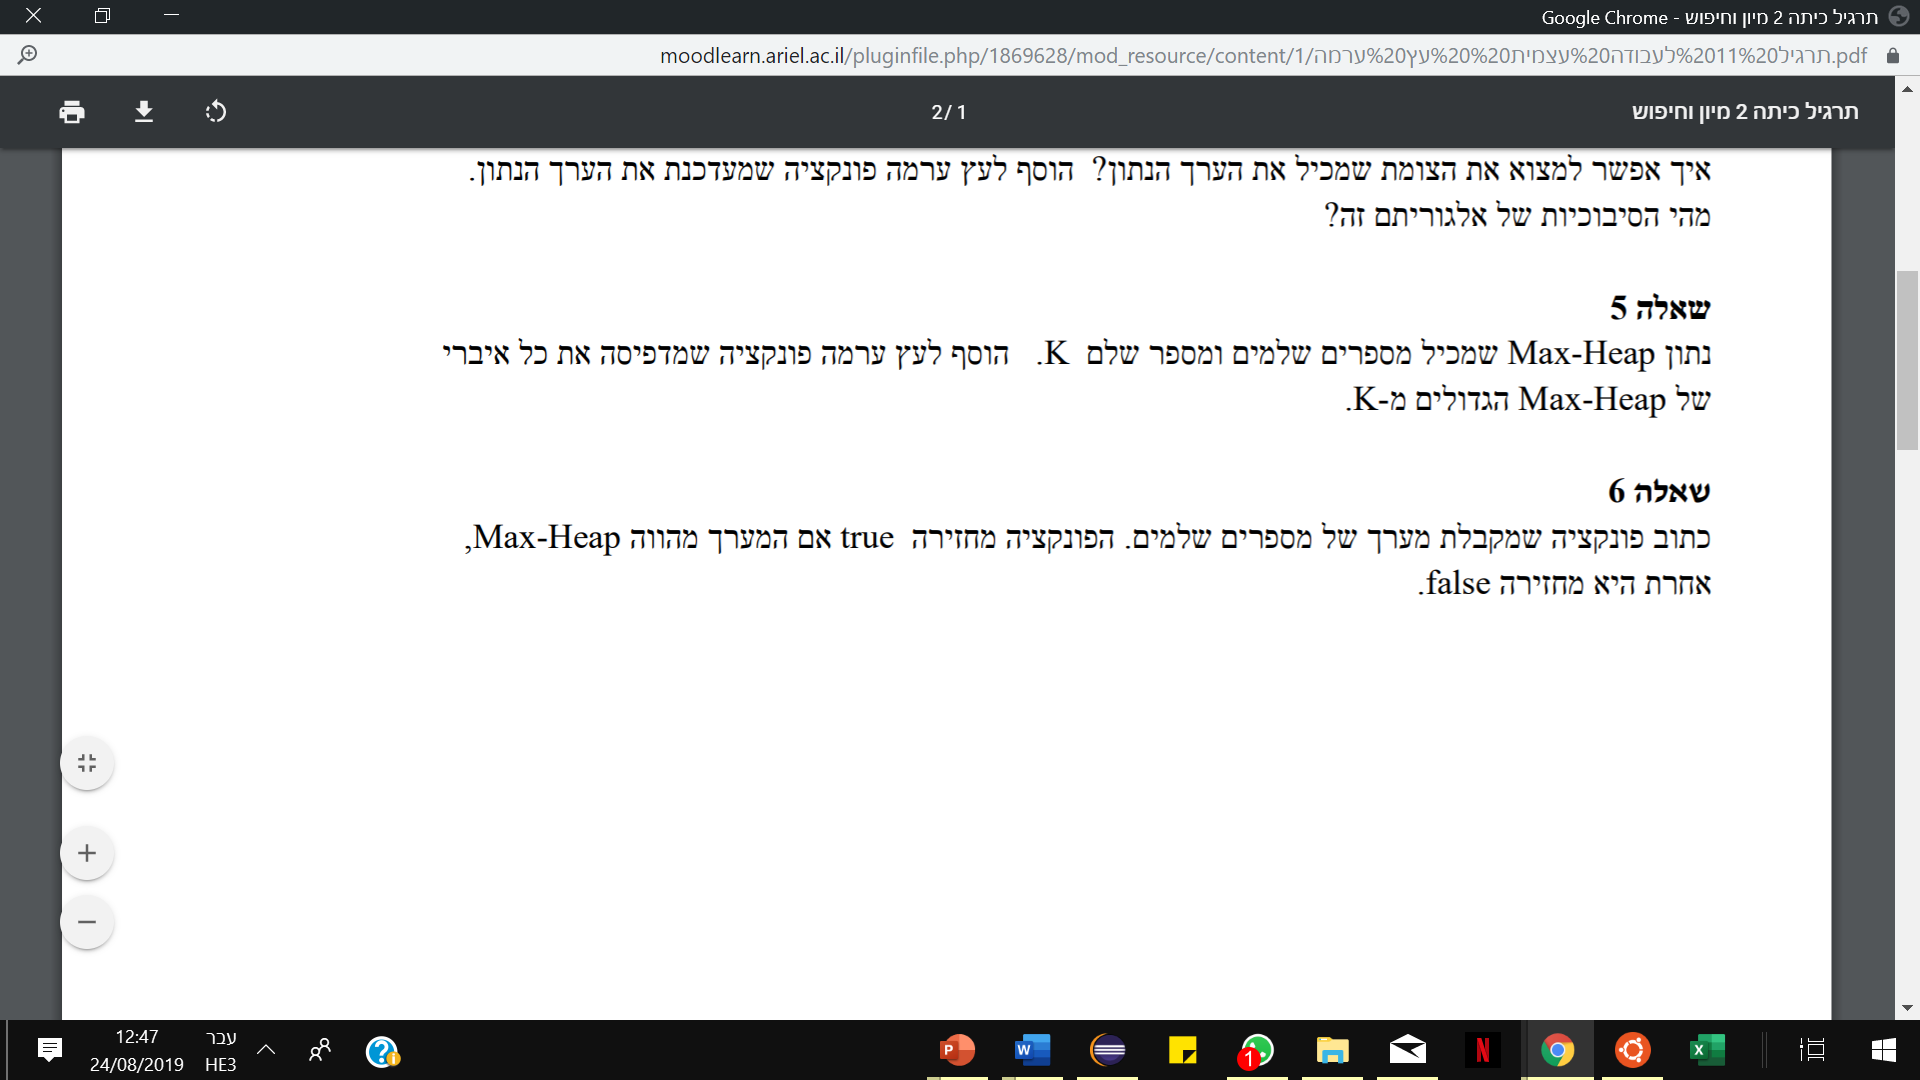 תרגיל כיתה 2 מיון וחיפוש - Google Chrome
moodlearn.ariel.ac.il/pluginfile.php/1869628/mod_resource/content/1/תרגיל%2011%20לעבודה%20עצמית%20%20עץ%20ערמה.pdf
תרגיל כיתה 2 מיון וחיפוש
2 / 1
איך אפשר למצוא את הצומת שמכיל את הערך הנתון? הוסף לעץ ערמה פונקציה שמעדכנת את הערך הנתון.
מהי הסיבוכיות של אלגוריתם זה?
שאלה 5
נתון Max-Heap שמכיל מספרים שלמים ומספר שלם K. הוסף לעץ ערמה פונקציה שמדפיסה את כל איברי
של Max-Heap הגדולים מ-K.
שאלה 6
כתוב פונקציה שמקבלת מערך של מספרים שלמים. הפונקציה מחזירה true אם המערך מהווה Max-Heap,
אחרת היא מחזירה false.
12:47
24/08/2019
עבר
HE3
1